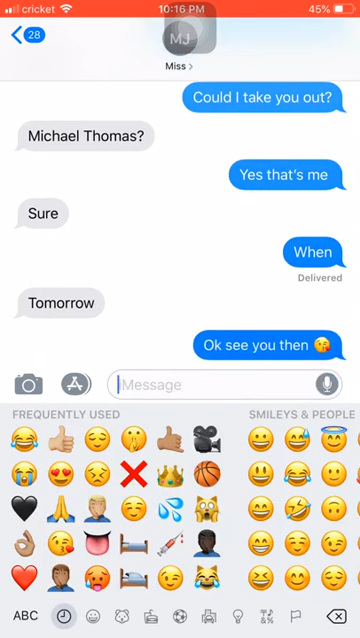 cricket 10:16 PM 45%
28
MJ
Miss >
Could I take you out?
Michael Thomas?
Yes that's me
Sure
When
Delivered
Tomorrow
Ok see you then 😘
Message
FREQUENTLY USED SMILEYS & PEOPLE
ABC